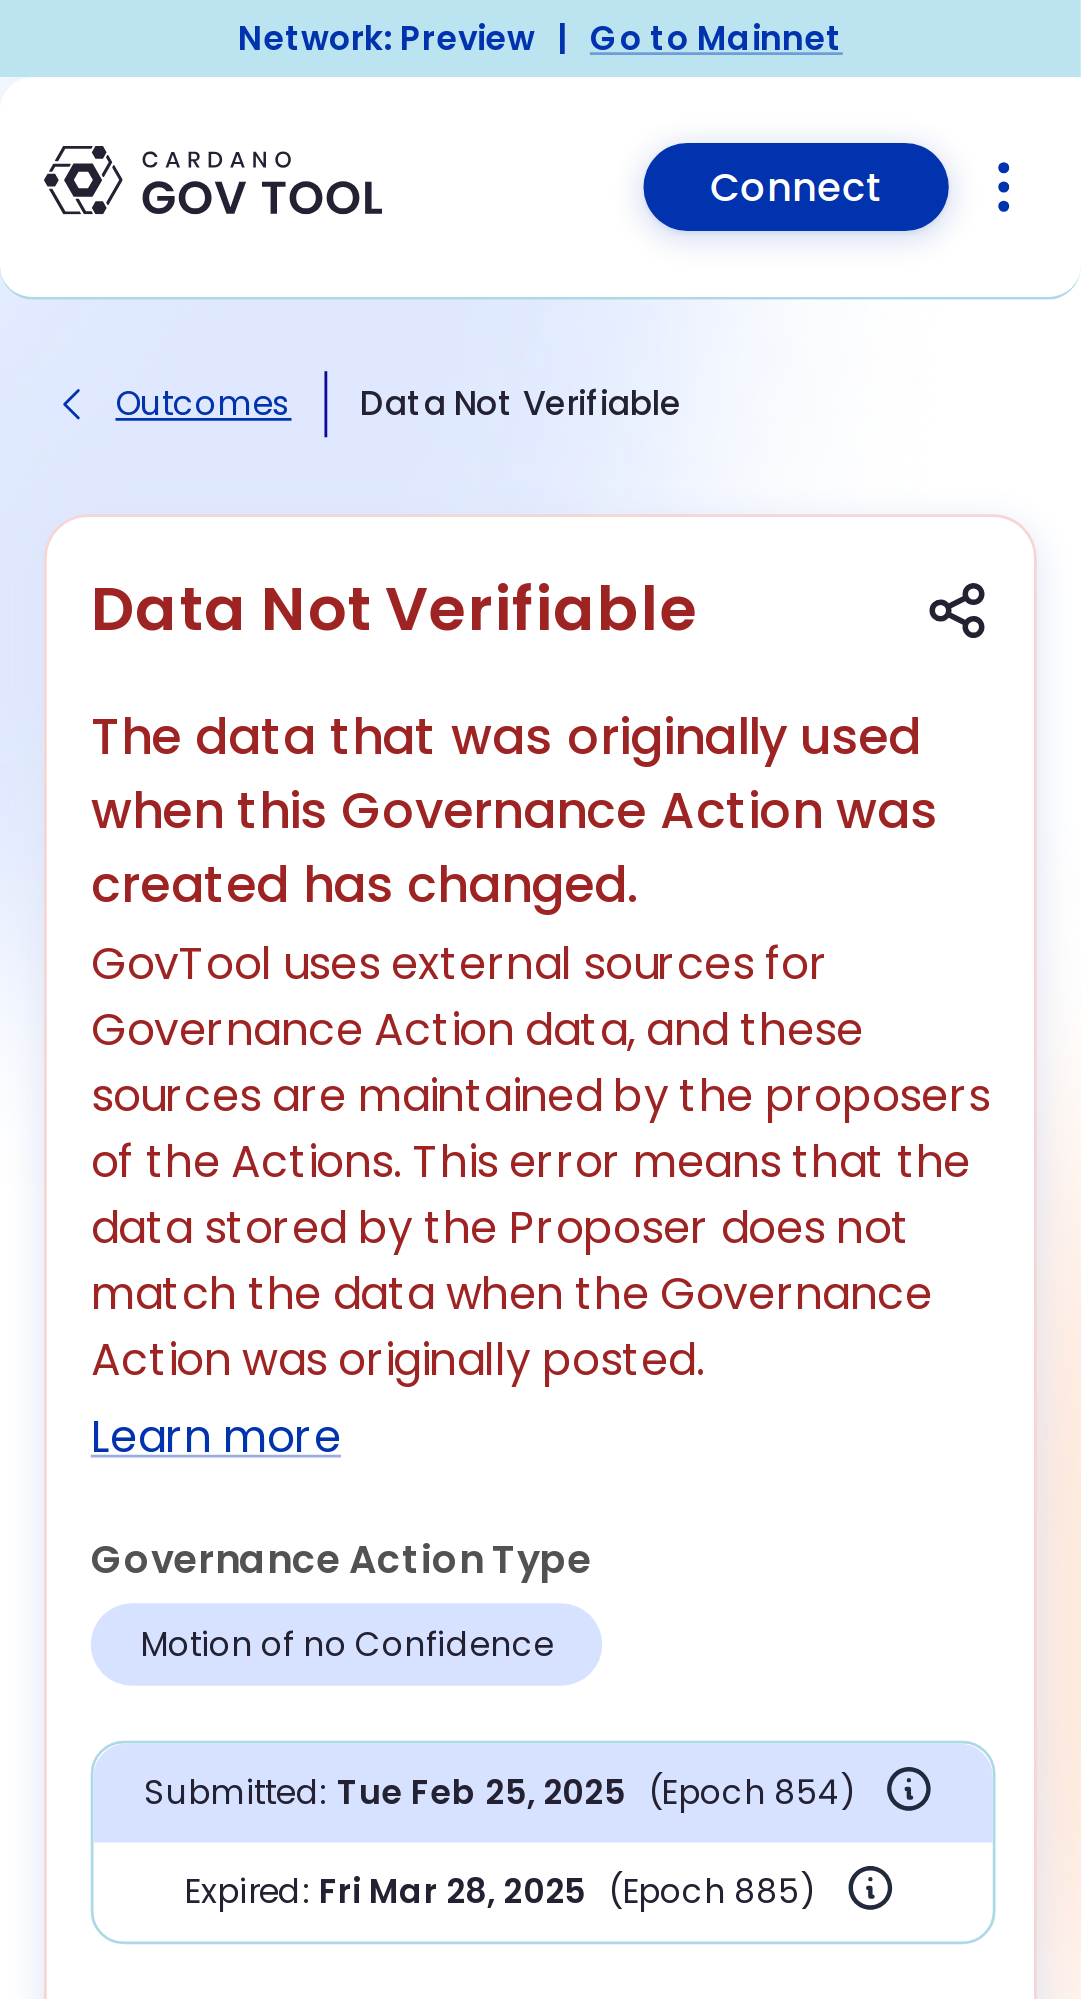 Network: Preview | Go to Mainnet
CARDANO
GOV TOOL
Connect
Outcomes | Data Not Verifiable
Data Not Verifiable
The data that was originally used
when this Governance Action was
created has changed.
GovTool uses external sources for
Governance Action data, and these
sources are maintained by the proposers
of the Actions. This error means that the
data stored by the Proposer does not
match the data when the Governance
Action was originally posted.
Learn more
Governance Action Type
Motion of no Confidence
Submitted: Tue Feb 25, 2025 (Epoch 854)
Expired: Fri Mar 28, 2025 (Epoch 885)